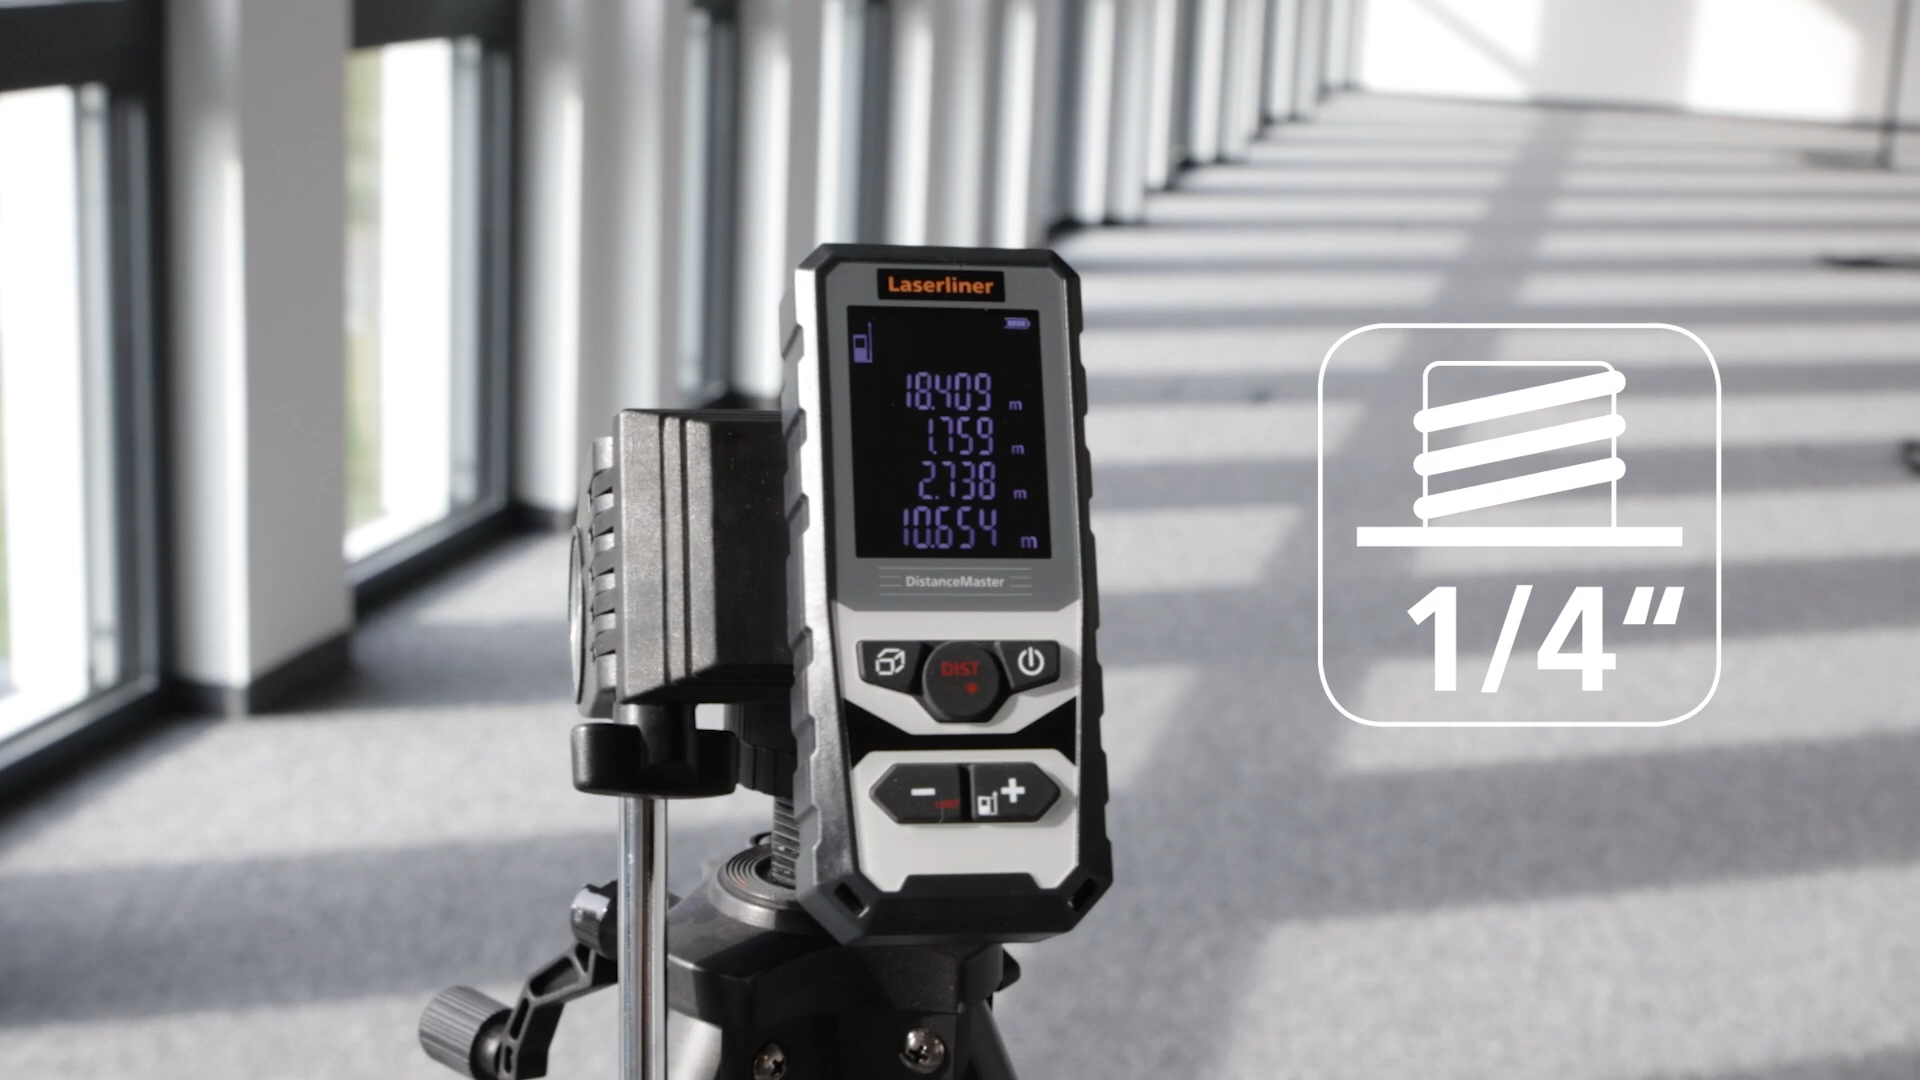 Laserliner
18.409 m
1.759 m
2.738 m
10.654 m
DistanceMaster
DIST
1/4“